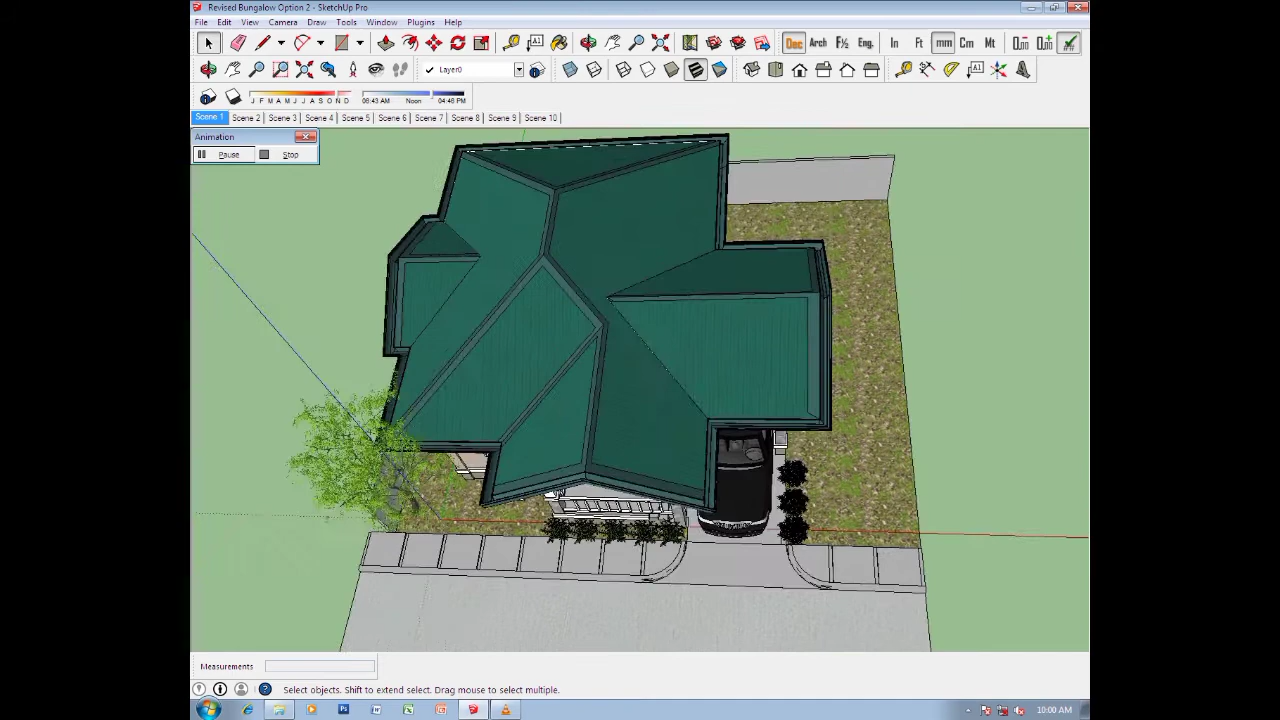 Revised Bungalow Option 2 - SketchUp Pro
File Edit View Camera Draw Tools Window Plugins Help
Dec Arch F½ Eng. In Ft mm Cm Mt
Layer0
J F M A M J J A S O N D 06:43 AM Noon 04:46 PM
Scene 1 Scene 2 Scene 3 Scene 4 Scene 5 Scene 6 Scene 7 Scene 8 Scene 9 Scene 10
Animation
Pause Stop
Measurements
Select objects. Shift to extend select. Drag mouse to select multiple.
10:00 AM